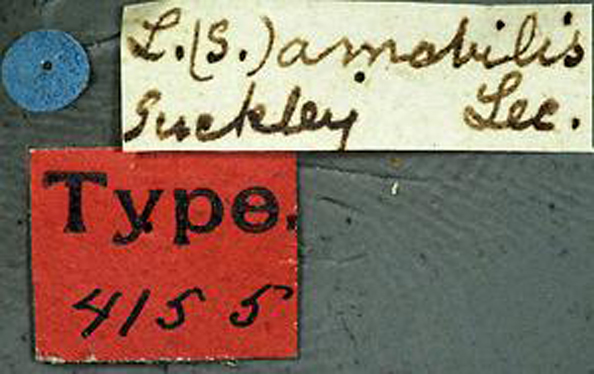 L.(S.) amabilis
Suckley Lec.
Type.
4155